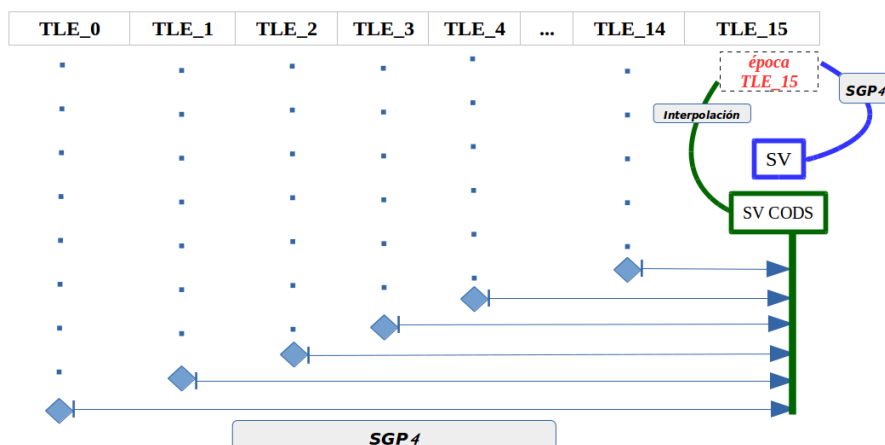 TLE_0 TLE_1 TLE_2 TLE_3 TLE_4 ... TLE_14 TLE_15
época
TLE_15
SGP4
Interpolación
SV
SV CODS
SGP4